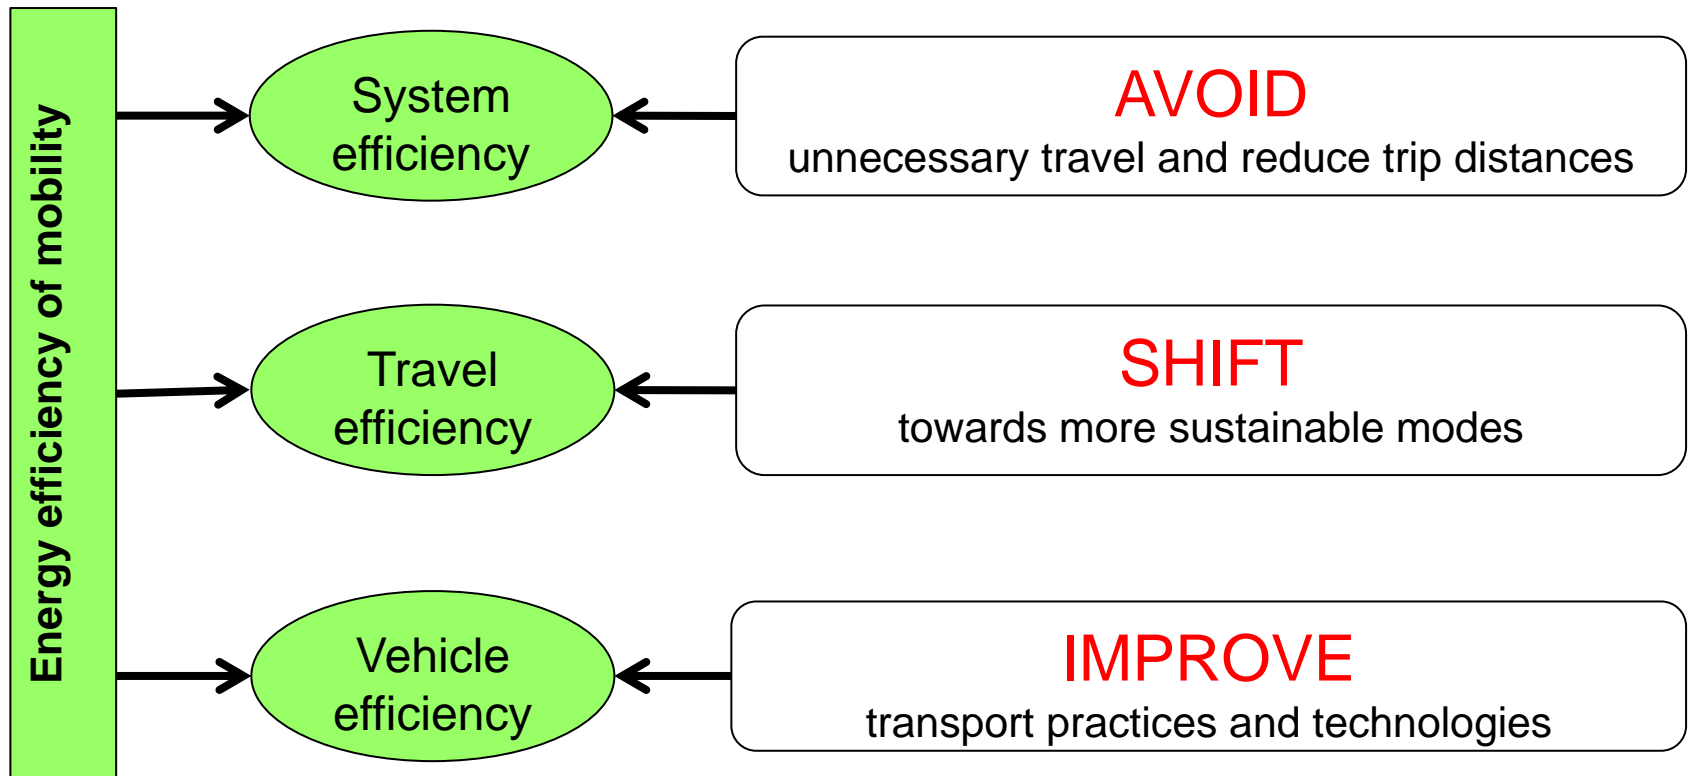 Energy efficiency of mobility
System
efficiency
AVOID
unnecessary travel and reduce trip distances
Travel
efficiency
SHIFT
towards more sustainable modes
Vehicle
efficiency
IMPROVE
transport practices and technologies